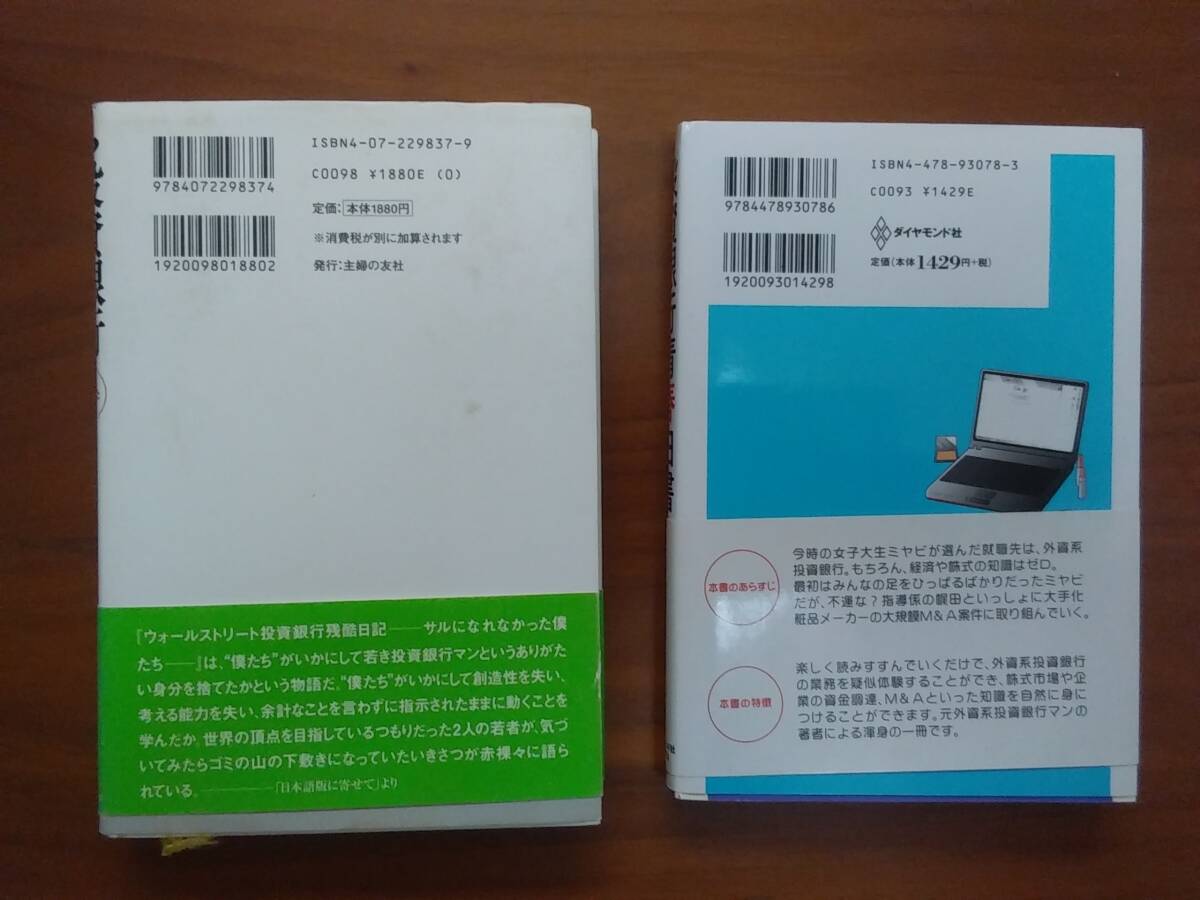 ISBN4-07-229837-9
9784072298374
C0098 ¥1880E (0)
定価：本体1880円
※消費税が別に加算されます
1920098018802
発行：主婦の友社
『ウォールストリート投資銀行残酷日記――サルになれなかった僕
たち――』は、“僕たち”がいかにして若き投資銀行マンというありがた
い身分を捨てたかという物語だ。“僕たち”がいかにして創造性を失い、
考える能力を失い、余計なことを言わずに指示されたままに動くことを
学んだか。世界の頂点を目指しているつもりだった2人の若者が、気づ
いてみたらゴミの山の下敷きになっていたいきさつが赤裸々に語ら
れている。――――「日本語版に寄せて」より
ISBN4-478-93078-3
9784478930786
C0093 ¥1429E
ダイヤモンド社
定価(本体1429円+税)
1920093014298
本書のあらすじ
今時の女子大生ミヤビが選んだ就職先は、外資系
投資銀行。もちろん、経済や株式の知識はゼロ。
最初はみんなの足をひっぱるばかりだったミヤビ
だが、不運な？指導係の幌田といっしょに大手化
粧品メーカーの大規模M&A案件に取り組んでいく。
本書の特徴
楽しく読みすすんでいくだけで、外資系投資銀行
の業務を疑似体験することができ、株式市場や企
業の資金調達、M&Aといった知識を自然に身に
つけることができます。元外資系投資銀行マンの
著者による渾身の一冊です。